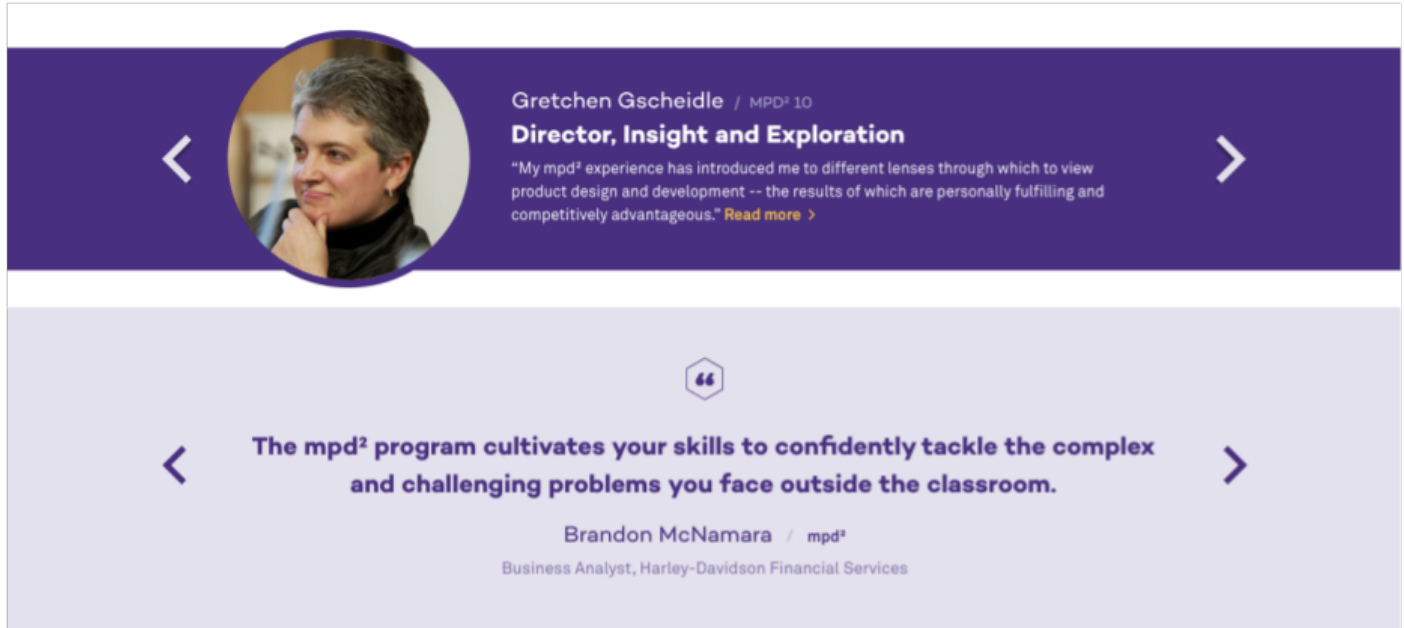 Gretchen Gscheidle / MPD² 10
Director, Insight and Exploration
“My mpd² experience has introduced me to different lenses through which to view
product design and development -- the results of which are personally fulfilling and
competitively advantageous.” Read more >
“
The mpd² program cultivates your skills to confidently tackle the complex
and challenging problems you face outside the classroom.
Brandon McNamara / mpd²
Business Analyst, Harley-Davidson Financial Services